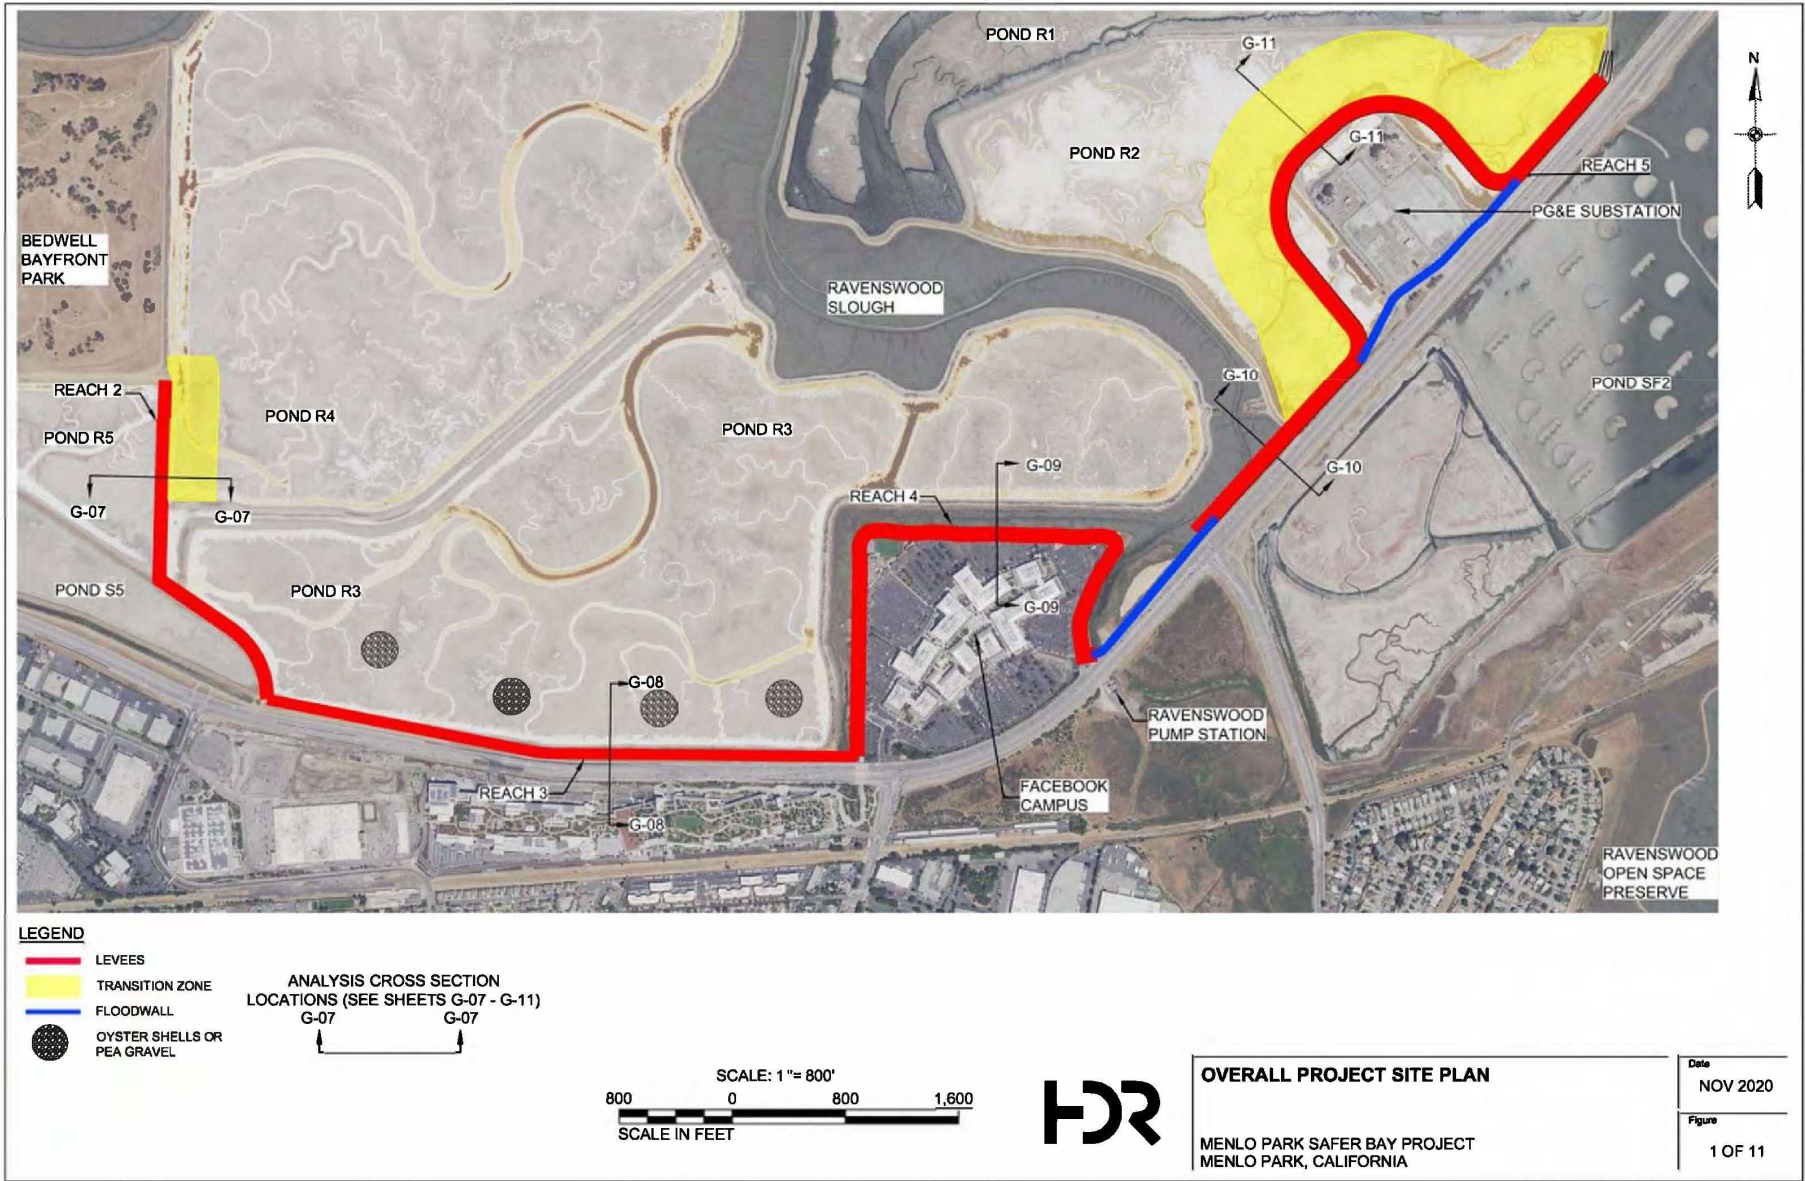 POND R1
G-11
N
G-11
POND R2
REACH 5
PG&E SUBSTATION
BEDWELL
BAYFRONT
PARK
RAVENSWOOD
SLOUGH
G-10
POND SF2
REACH 2
POND R4
POND R3
POND R5
G-09
G-10
REACH 4
G-07
G-07
POND S5
POND R3
G-09
G-08
RAVENSWOOD
PUMP STATION
REACH 3
FACEBOOK
CAMPUS
G-08
RAVENSWOOD
OPEN SPACE
PRESERVE
LEGEND
LEVEES
TRANSITION ZONE
FLOODWALL
OYSTER SHELLS OR
PEA GRAVEL
ANALYSIS CROSS SECTION
LOCATIONS (SEE SHEETS G-07 - G-11)
G-07 G-07
SCALE: 1"= 800'
800 0 800 1,600
SCALE IN FEET
HDR
OVERALL PROJECT SITE PLAN
MENLO PARK SAFER BAY PROJECT
MENLO PARK, CALIFORNIA
Date
NOV 2020
Figure
1 OF 11